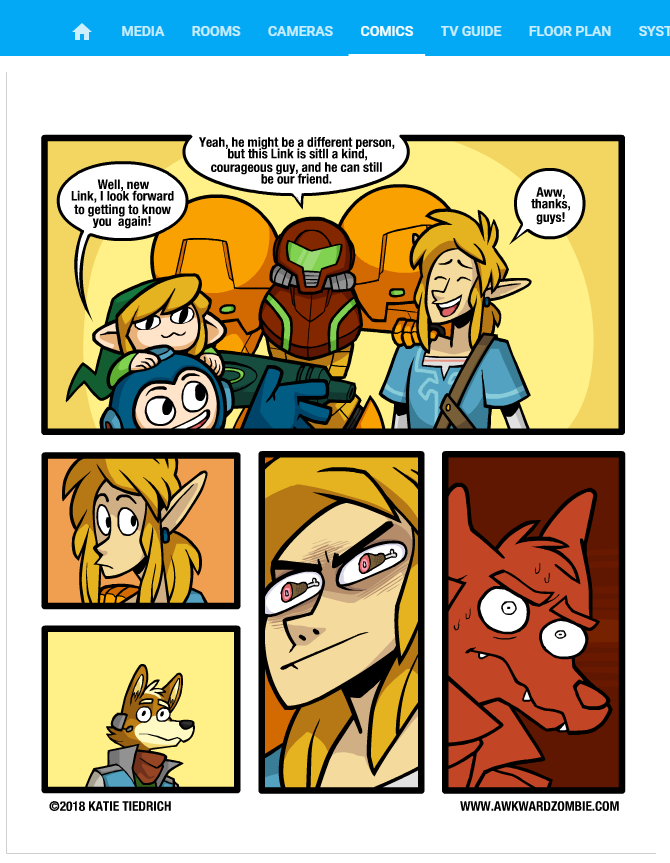 MEDIA ROOMS CAMERAS COMICS TV GUIDE FLOOR PLAN SYST
Yeah, he might be a different person,
but this Link is sitll a kind,
courageous guy, and he can still
be our friend.
Well, new
Link, I look forward
to getting to know
you again!
Aww,
thanks,
guys!
©2018 KATIE TIEDRICH
WWW.AWKWARDZOMBIE.COM